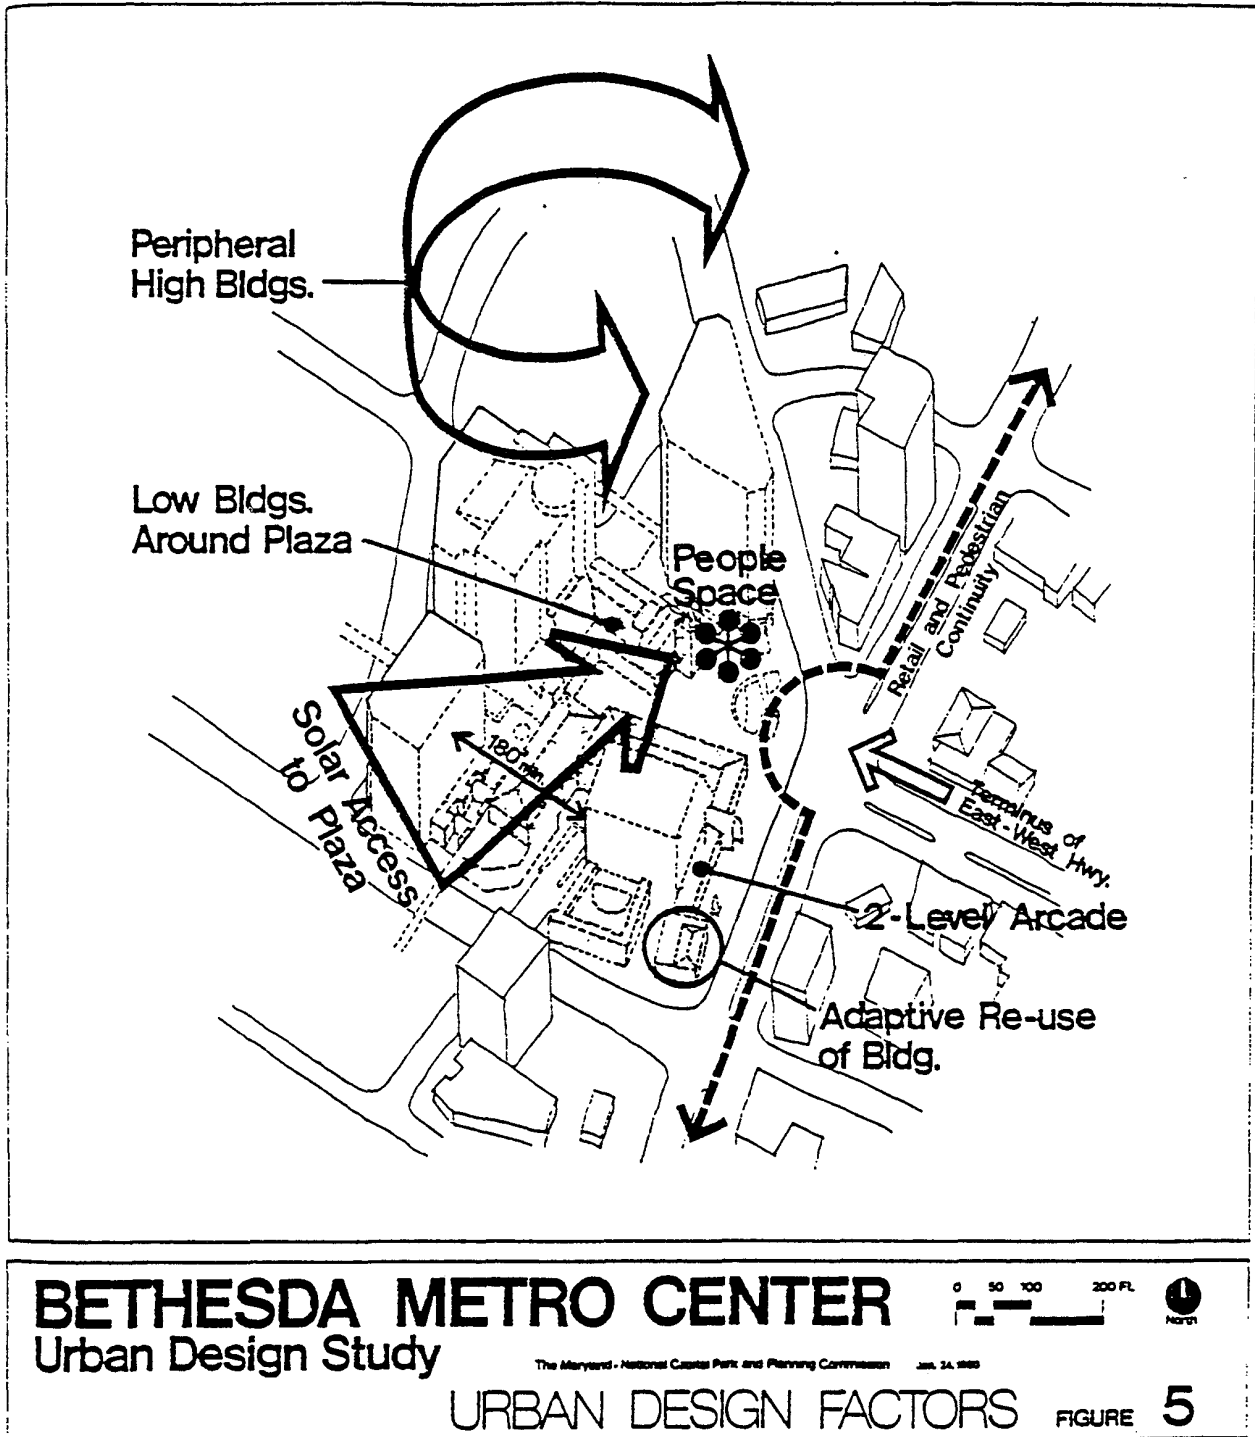 Peripheral
High Bldgs.
Low Bldgs.
Around Plaza
People
Space
Retail and Pedestrian
Continuity
Solar Access
to Plaza
180' min.
Terminus of
East-West Hwy.
2-Level Arcade
Adaptive Re-use
of Bldg.
BETHESDA METRO CENTER
Urban Design Study
0 50 100 200 Ft.
North
The Maryland-National Capital Park and Planning Commission
URBAN DESIGN FACTORS FIGURE 5